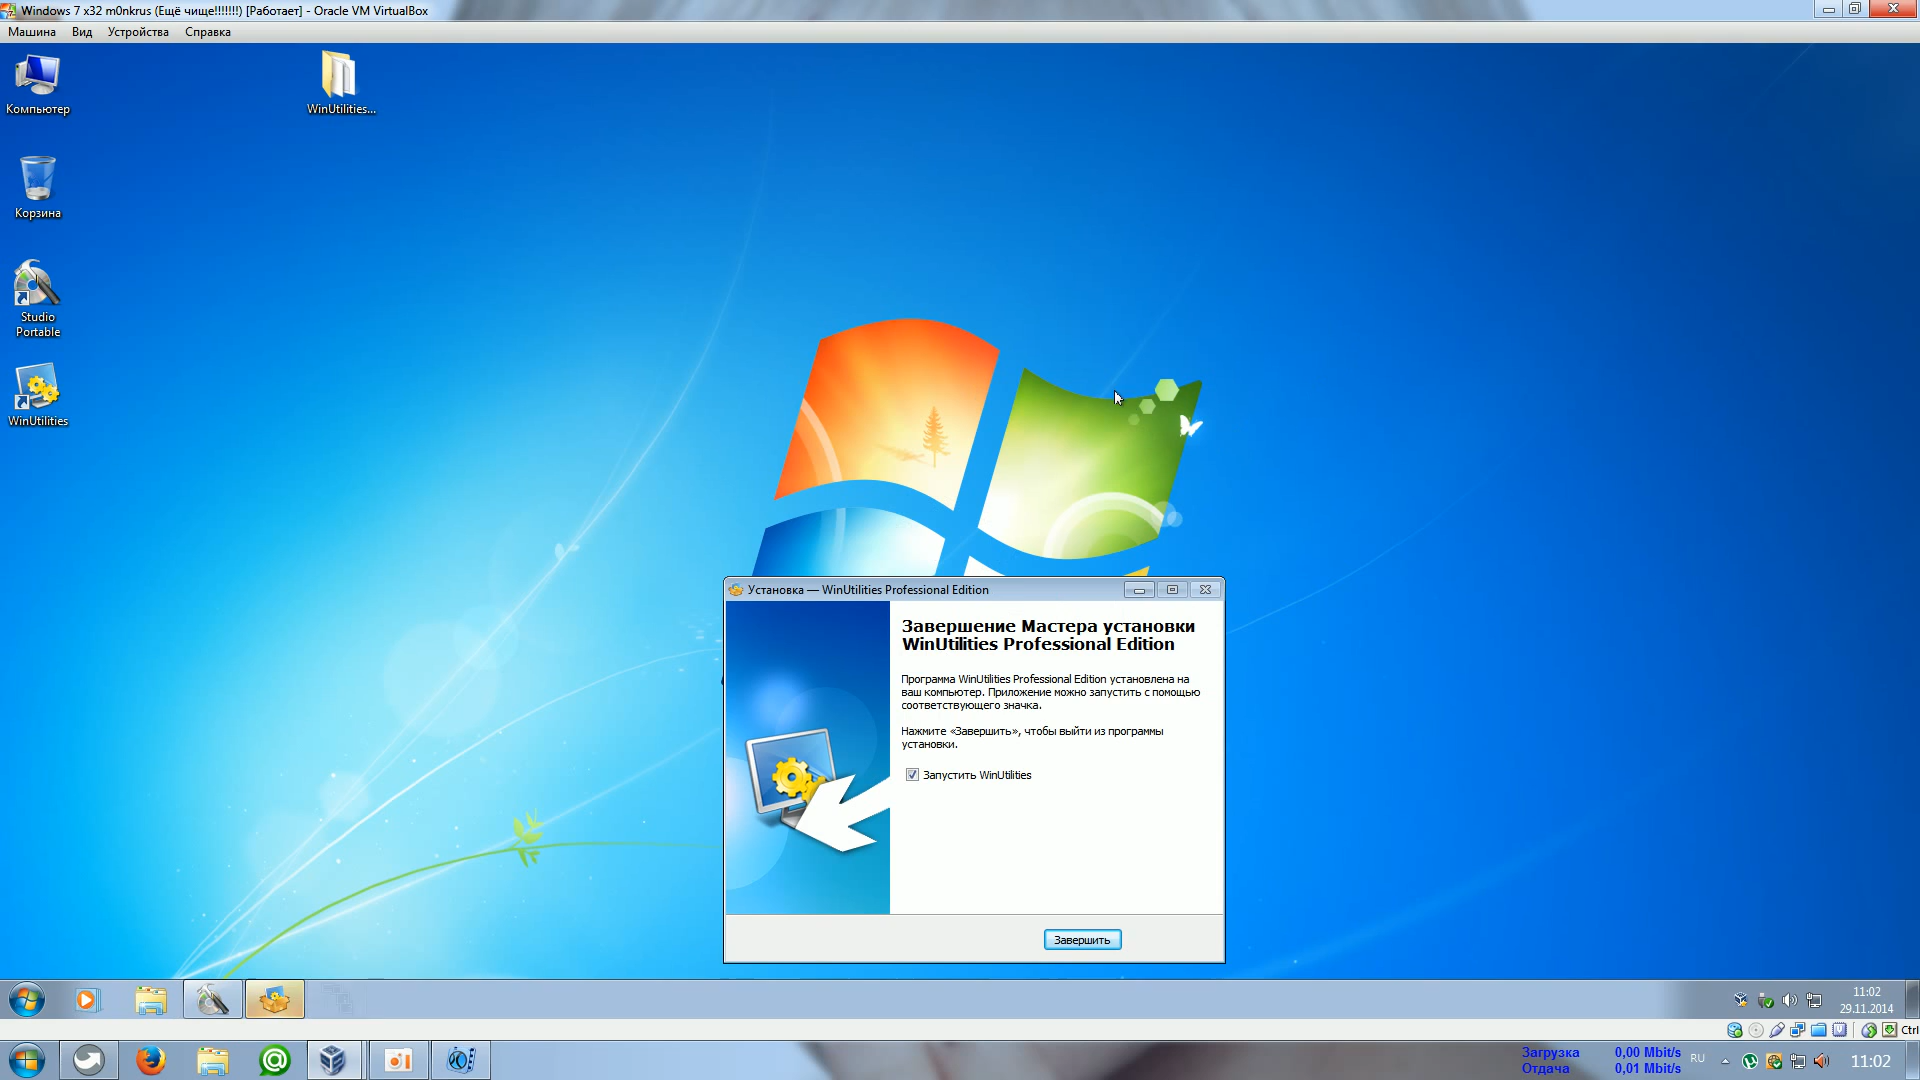 Windows 7 x32 m0nkrus (Ещё чище!!!!!!!) [Работает] - Oracle VM VirtualBox
Машина Вид Устройства Справка
Компьютер
WinUtilities...
Корзина
Studio
Portable
WinUtilities
Установка — WinUtilities Professional Edition
Завершение Мастера установки
WinUtilities Professional Edition
Программа WinUtilities Professional Edition установлена на
ваш компьютер. Приложение можно запустить с помощью
соответствующего значка.
Нажмите «Завершить», чтобы выйти из программы
установки.
Запустить WinUtilities
Завершить
11:02
29.11.2014
Ctrl
Загрузка 0,00 Mbit/s
Отдача 0,01 Mbit/s
RU
11:02